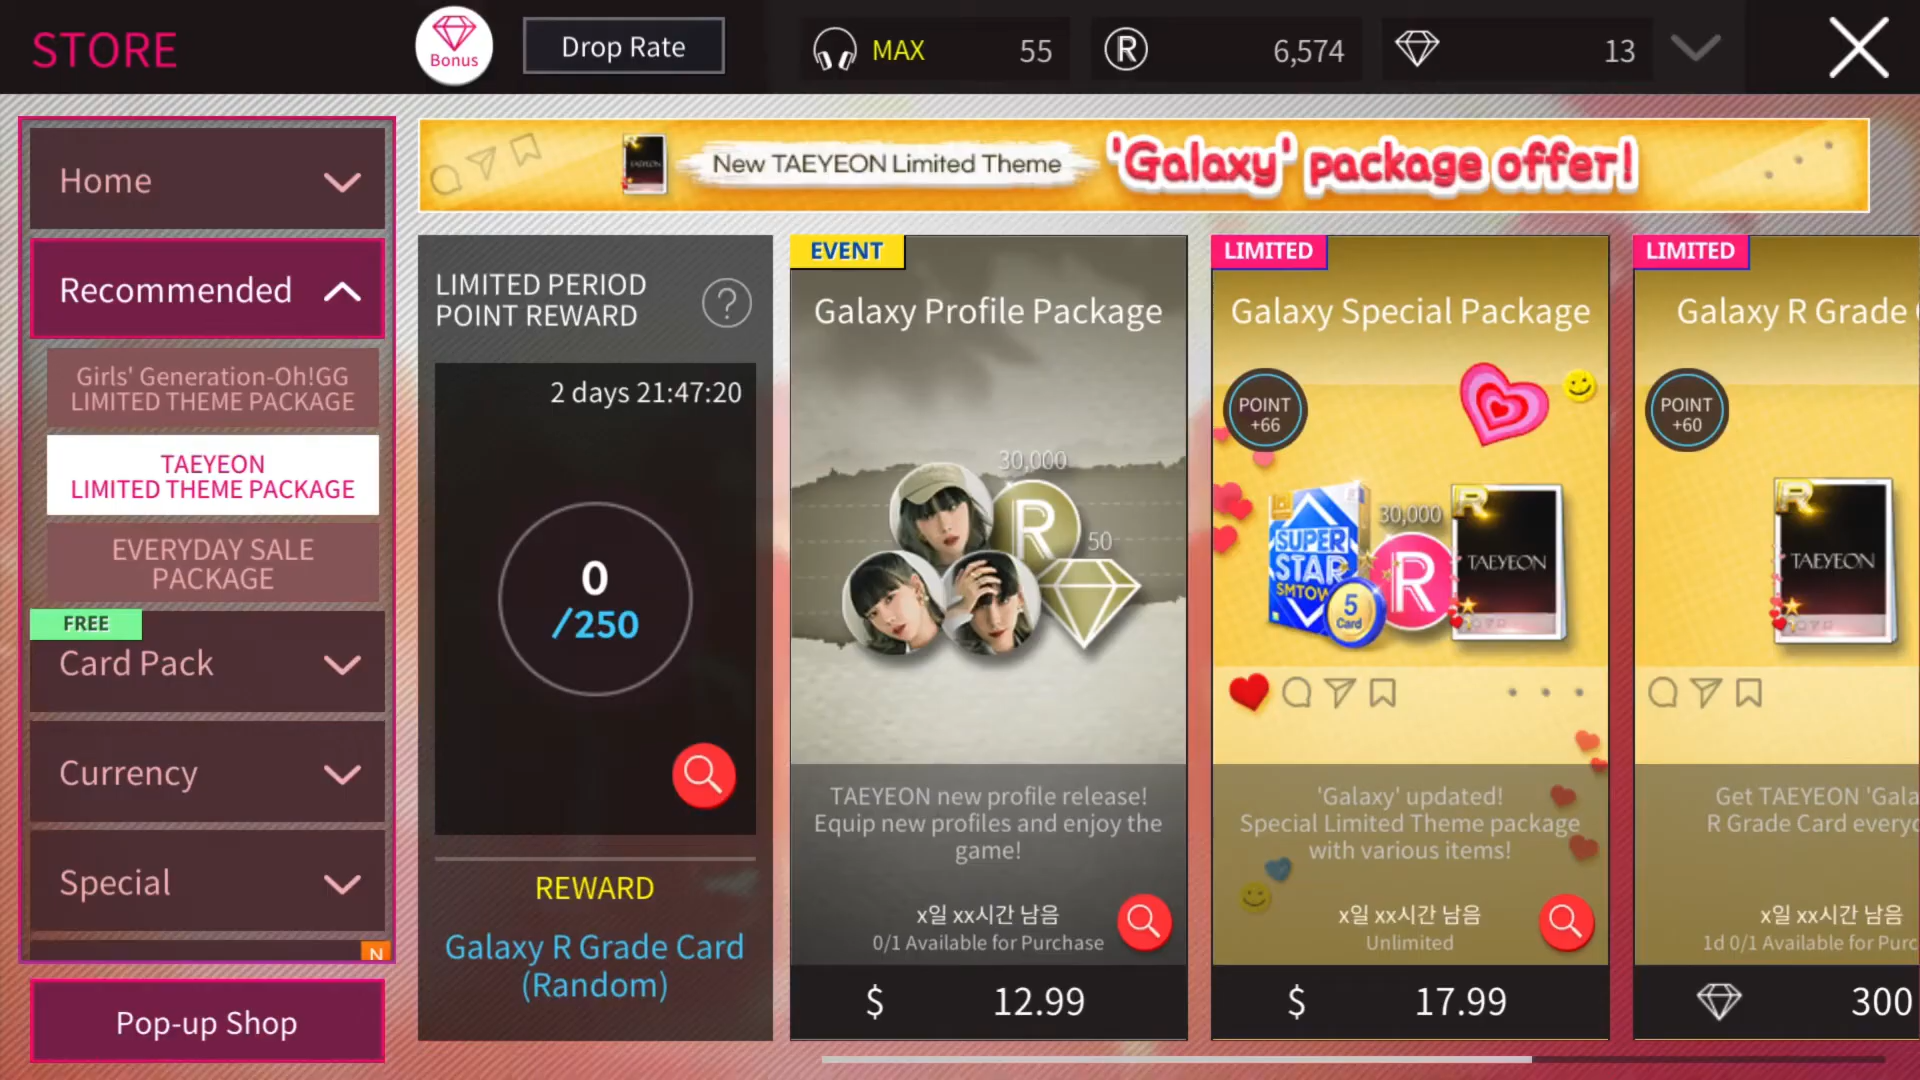 STORE
Bonus
Drop Rate
MAX
55
R
6,574
13
Home
Recommended
Girls' Generation-Oh!GG
LIMITED THEME PACKAGE
TAEYEON
LIMITED THEME PACKAGE
EVERYDAY SALE
PACKAGE
FREE
Card Pack
Currency
Special
N
Pop-up Shop
TAEYEON
New TAEYEON Limited Theme
'Galaxy' package offer!
LIMITED PERIOD
POINT REWARD
?
2 days 21:47:20
0
/250
REWARD
Galaxy R Grade Card
(Random)
EVENT
Galaxy Profile Package
30,000
R
50
TAEYEON new profile release!
Equip new profiles and enjoy the
game!
x일 xx시간 남음
0/1 Available for Purchase
$ 12.99
LIMITED
Galaxy Special Package
POINT
+66
SUPER
STAR
SMTOW
5
Card
30,000
R
R
TAEYEON
'Galaxy' updated!
Special Limited Theme package
with various items!
x일 xx시간 남음
Unlimited
$ 17.99
LIMITED
Galaxy R Grade
POINT
+60
R
TAEYEON
Get TAEYEON 'Gala
R Grade Card everyd
x일 xx시간 남음
1d 0/1 Available for Purc
300